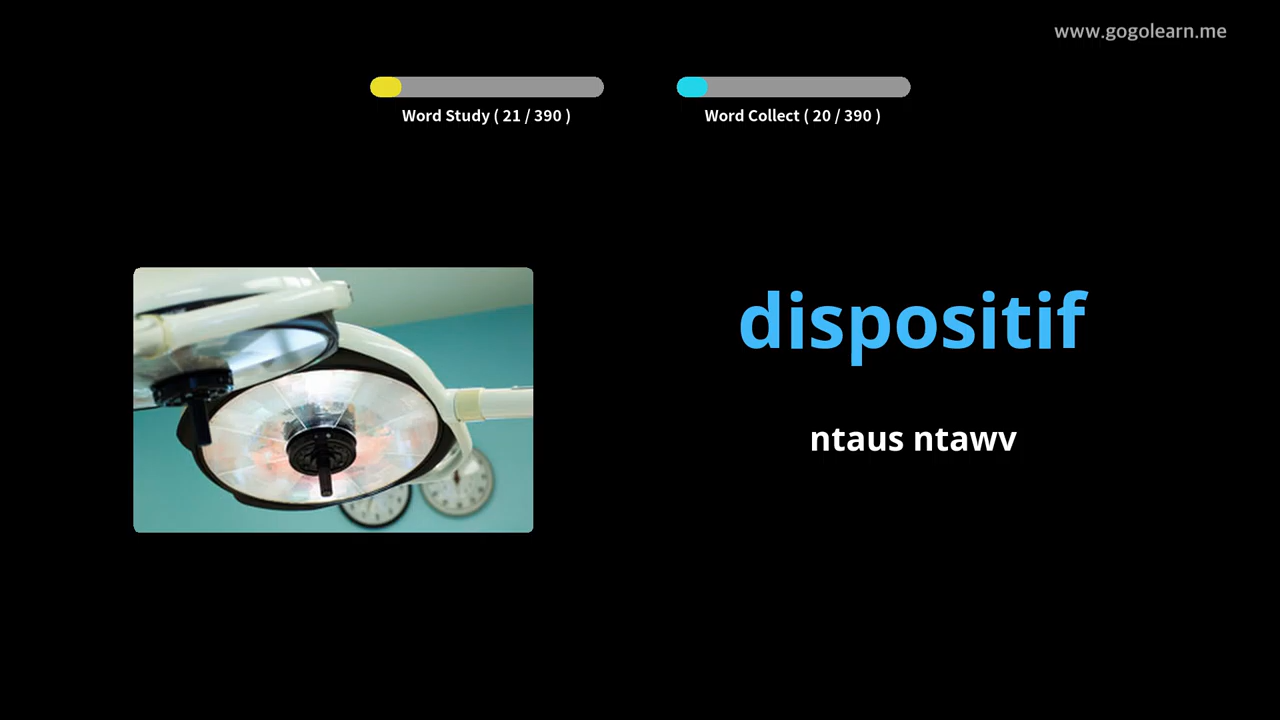 www.gogolearn.me
Word Study ( 21 / 390 )
Word Collect ( 20 / 390 )
dispositif
ntaus ntawv